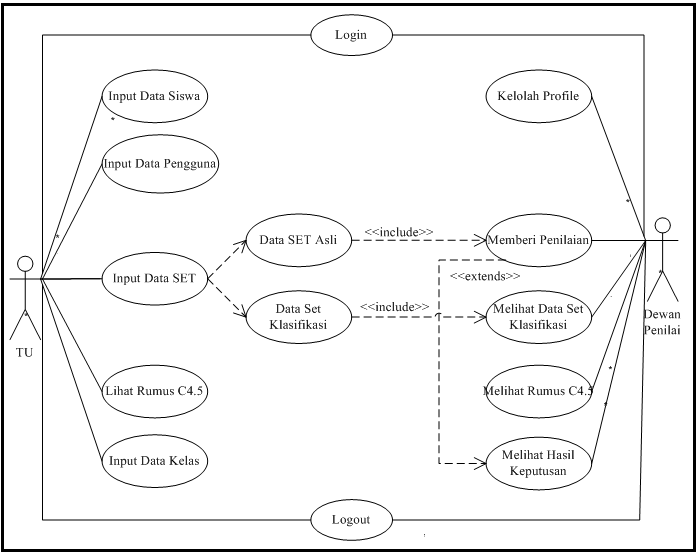 Login
Input Data Siswa
Kelolah Profile
*
Input Data Pengguna
*
*
Data SET Asli
<<include>>
Memberi Penilaian
Input Data SET
<<extends>>
*
*
TU
Data Set
Klasifikasi
<<include>>
Melihat Data Set
Klasifikasi
Dewan
Penilai
Lihat Rumus C4.5
Melihat Rumus C4.5
*
*
Input Data Kelas
Melihat Hasil
Keputusan
Logout